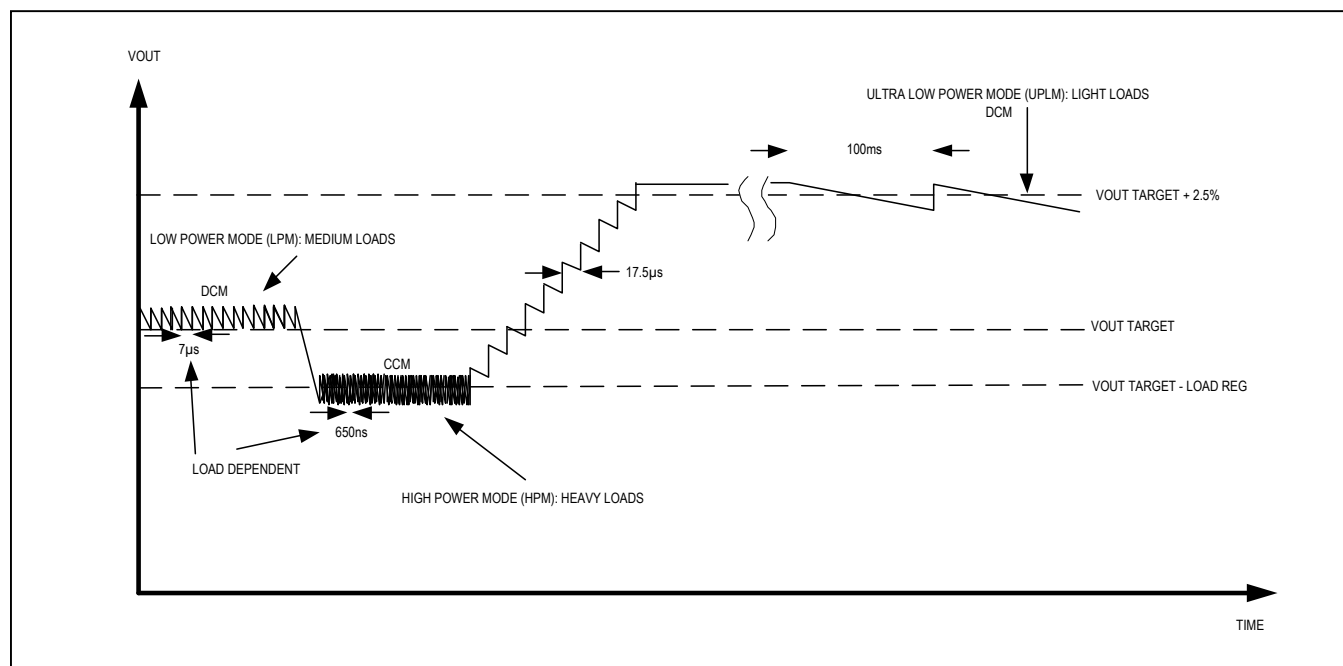 VOUT
ULTRA LOW POWER MODE (UPLM): LIGHT LOADS
DCM
100ms
VOUT TARGET + 2.5%
LOW POWER MODE (LPM): MEDIUM LOADS
17.5µs
DCM
VOUT TARGET
7µs
CCM
VOUT TARGET - LOAD REG
650ns
LOAD DEPENDENT
HIGH POWER MODE (HPM): HEAVY LOADS
TIME